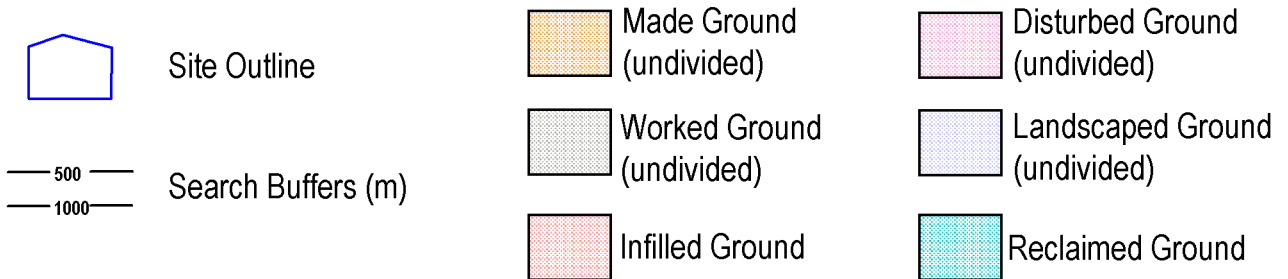 Site Outline
500
1000
Search Buffers (m)
Made Ground
(undivided)
Worked Ground
(undivided)
Infilled Ground
Disturbed Ground
(undivided)
Landscaped Ground
(undivided)
Reclaimed Ground